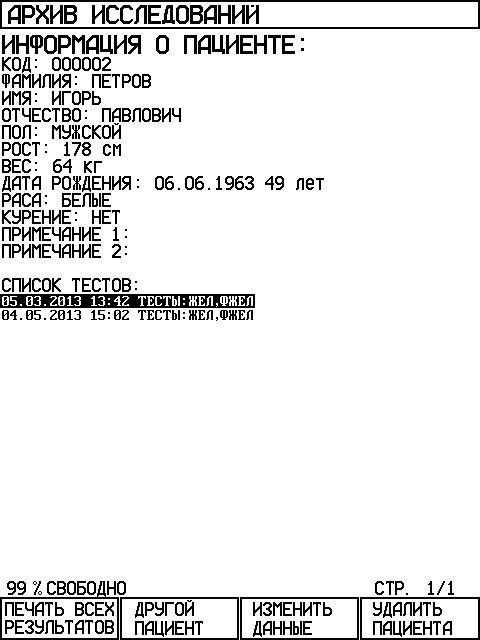 АРХИВ ИССЛЕДОВАНИЙ
ИНФОРМАЦИЯ О ПАЦИЕНТЕ:
КОД: 000002
ФАМИЛИЯ: ПЕТРОВ
ИМЯ: ИГОРЬ
ОТЧЕСТВО: ПАВЛОВИЧ
ПОЛ: МУЖСКОЙ
РОСТ: 178 см
ВЕС: 64 кг
ДАТА РОЖДЕНИЯ: 06.06.1963 49 лет
РАСА: БЕЛЫЕ
КУРЕНИЕ: НЕТ
ПРИМЕЧАНИЕ 1:
ПРИМЕЧАНИЕ 2:
СПИСОК ТЕСТОВ:
05.03.2013 13:42 ТЕСТЫ:ЖЕЛ,ФЖЕЛ
04.05.2013 15:02 ТЕСТЫ:ЖЕЛ,ФЖЕЛ
99 % СВОБОДНО
СТР. 1/1
ПЕЧАТЬ ВСЕХ
РЕЗУЛЬТАТОВ
ДРУГОЙ
ПАЦИЕНТ
ИЗМЕНИТЬ
ДАННЫЕ
УДАЛИТЬ
ПАЦИЕНТА